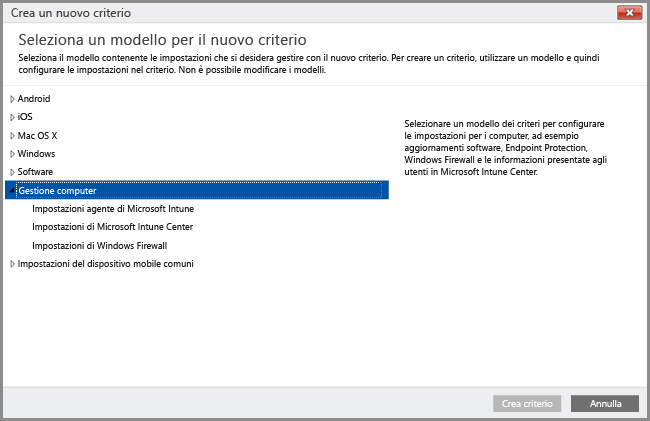 Crea un nuovo criterio
Seleziona un modello per il nuovo criterio
Seleziona il modello contenente le impostazioni che si desidera gestire con il nuovo criterio. Per creare un criterio, utilizzare un modello e quindi
configurare le impostazioni nel criterio. Non è possibile modificare i modelli.
Android
iOS
Mac OS X
Windows
Software
Gestione computer
Impostazioni agente di Microsoft Intune
Impostazioni di Microsoft Intune Center
Impostazioni di Windows Firewall
Impostazioni del dispositivo mobile comuni
Selezionare un modello dei criteri per configurare
le impostazioni per i computer, ad esempio
aggiornamenti software, Endpoint Protection,
Windows Firewall e le informazioni presentate agli
utenti in Microsoft Intune Center.
Crea criterio
Annulla